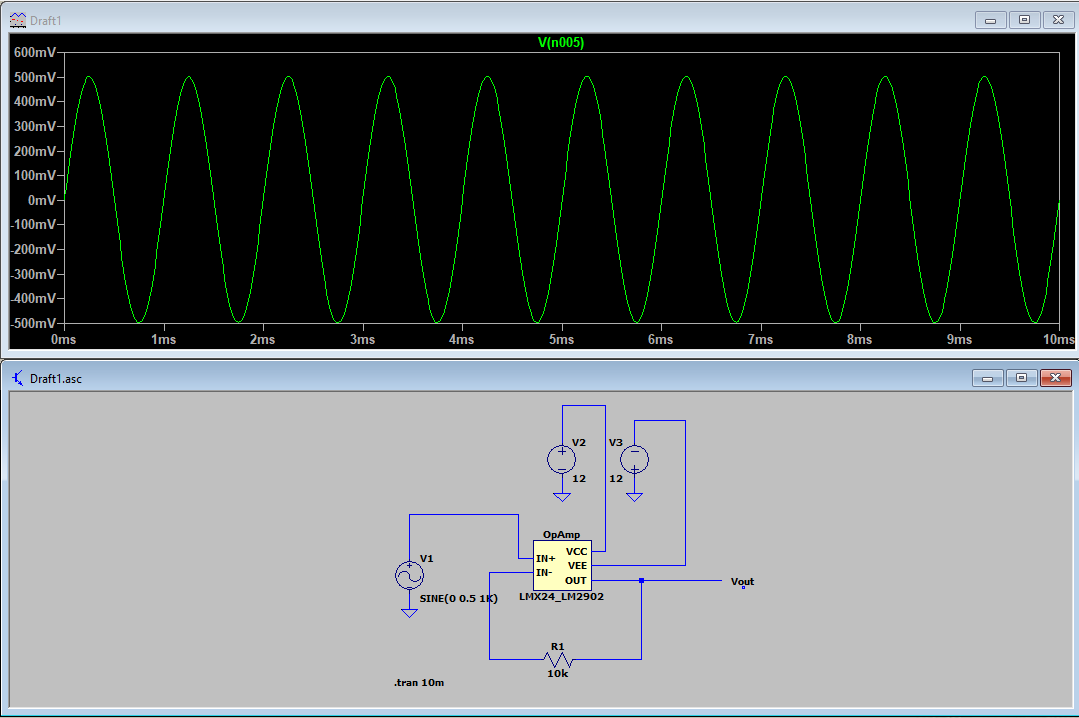 Draft1
V(n005)
600mV
500mV
400mV
300mV
200mV
100mV
0mV
-100mV
-200mV
-300mV
-400mV
-500mV
0ms 1ms 2ms 3ms 4ms 5ms 6ms 7ms 8ms 9ms 10ms
Draft1.asc
V2 V3
12 12
OpAmp
V1
IN+ VCC
IN- VEE
OUT
Vout
SINE(0 0.5 1K)
LMX24_LM2902
R1
10k
.tran 10m